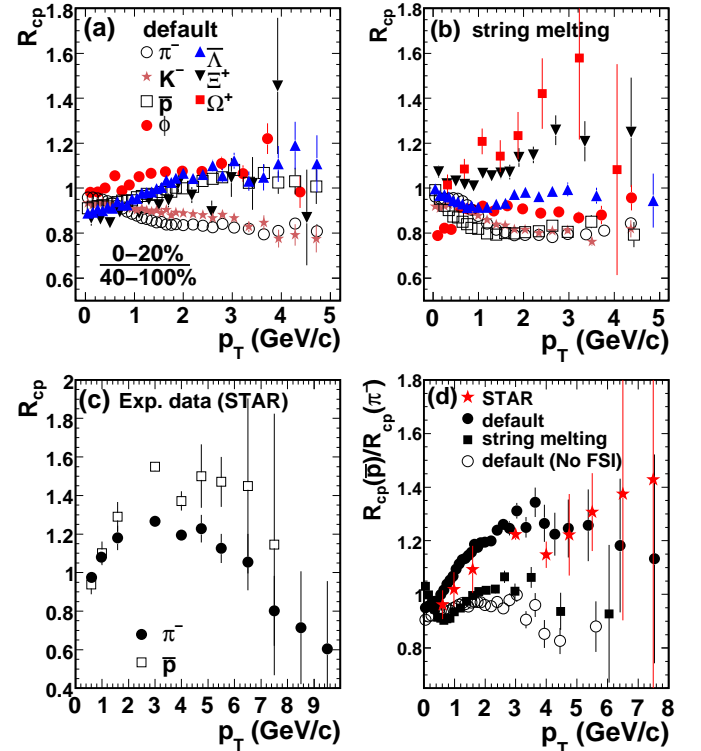 (a) default
π⁻ Λ̅
K⁻ Ξ⁺
p̅ Ω⁺
ϕ
0−20%
40−100%
R_cp
1.8
1.6
1.4
1.2
1
0.8
0.6
0 1 2 3 4 5
p_T (GeV/c)
(b) string melting
1.8
1.6
1.4
1.2
1
0.8
0.6
0 1 2 3 4 5
p_T (GeV/c)
(c) Exp. data (STAR)
π⁻
p̅
R_cp
2
1.8
1.6
1.4
1.2
1
0.8
0.6
0.4
0 1 2 3 4 5 6 7 8 9
p_T (GeV/c)
(d) STAR
default
string melting
default (No FSI)
R_cp(p̅)/R_cp(π⁻)
1.8
1.6
1.4
1.2
1
0.8
0 1 2 3 4 5 6 7 8
p_T (GeV/c)